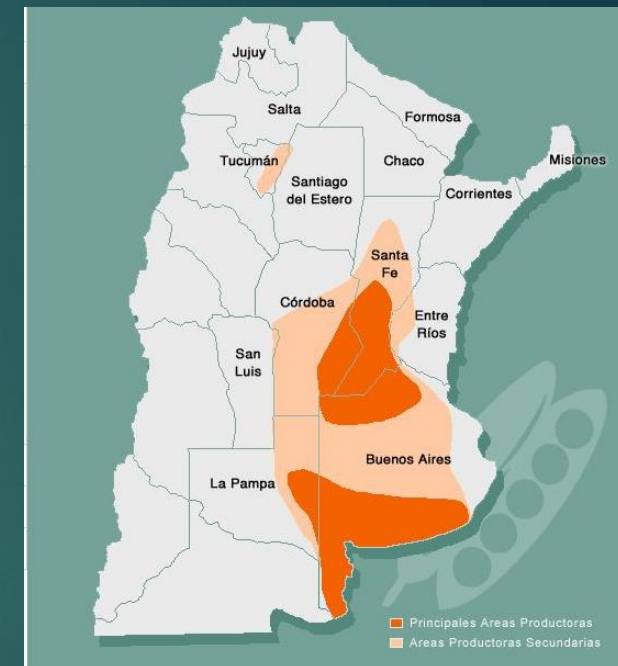 Jujuy
Salta
Formosa
Tucumán
Chaco
Misiones
Santiago
del Estero
Corrientes
Santa
Fe
Córdoba
Entre
Ríos
San
Luis
Buenos Aires
La Pampa
Principales Areas Productoras
Areas Productoras Secundarias